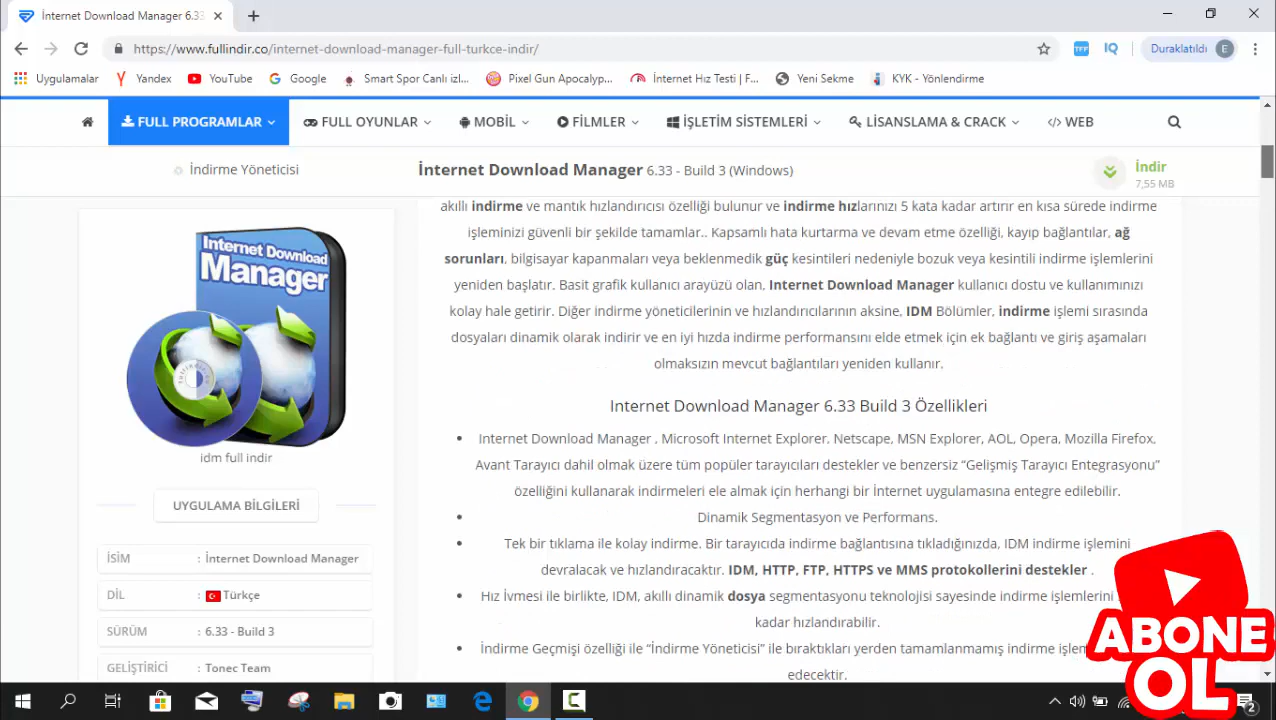 İnternet Download Manager 6.33
https://www.fullindir.co/internet-download-manager-full-turkce-indir/
Duraklatıldı E
Uygulamalar Yandex YouTube Google Smart Spor Canlı izl... Pixel Gun Apocalyp... İnternet Hız Testi | F... Yeni Sekme KYK - Yönlendirme
FULL PROGRAMLAR FULL OYUNLAR MOBİL FİLMLER İŞLETİM SİSTEMLERİ LİSANSLAMA & CRACK </> WEB
İndirme Yöneticisi
İnternet Download Manager 6.33 - Build 3 (Windows)
İndir
7,55 MB
akıllı indirme ve mantık hızlandırıcısı özelliği bulunur ve indirme hızlarınızı 5 kata kadar artırır en kısa sürede indirme
işleminizi güvenli bir şekilde tamamlar.. Kapsamlı hata kurtarma ve devam etme özelliği, kayıp bağlantılar, ağ
sorunları, bilgisayar kapanmaları veya beklenmedik güç kesintileri nedeniyle bozuk veya kesintili indirme işlemlerini
yeniden başlatır. Basit grafik kullanıcı arayüzü olan, Internet Download Manager kullanıcı dostu ve kullanımınızı
kolay hale getirir. Diğer indirme yöneticilerinin ve hızlandırıcılarının aksine, IDM Bölümler, indirme işlemi sırasında
dosyaları dinamik olarak indirir ve en iyi hızda indirme performansını elde etmek için ek bağlantı ve giriş aşamaları
olmaksızın mevcut bağlantıları yeniden kullanır.
Internet Download Manager 6.33 Build 3 Özellikleri
Internet Download Manager , Microsoft Internet Explorer, Netscape, MSN Explorer, AOL, Opera, Mozilla Firefox,
Avant Tarayıcı dahil olmak üzere tüm popüler tarayıcıları destekler ve benzersiz “Gelişmiş Tarayıcı Entegrasyonu”
özelliğini kullanarak indirmeleri ele almak için herhangi bir İnternet uygulamasına entegre edilebilir.
Dinamik Segmentasyon ve Performans.
Tek bir tıklama ile kolay indirme. Bir tarayıcıda indirme bağlantısına tıkladığınızda, IDM indirme işlemini
devralacak ve hızlandıracaktır. IDM, HTTP, FTP, HTTPS ve MMS protokollerini destekler .
Hız İvmesi ile birlikte, IDM, akıllı dinamik dosya segmentasyonu teknolojisi sayesinde indirme işlemlerini
kadar hızlandırabilir.
İndirme Geçmişi özelliği ile “İndirme Yöneticisi” ile bıraktıkları yerden tamamlanmamış indirme
edecektir.
Internet Download
Manager
idm full indir
UYGULAMA BİLGİLERİ
İSİM : İnternet Download Manager
DİL : Türkçe
SÜRÜM : 6.33 - Build 3
GELİŞTİRİCİ : Tonec Team
ABONE
OL